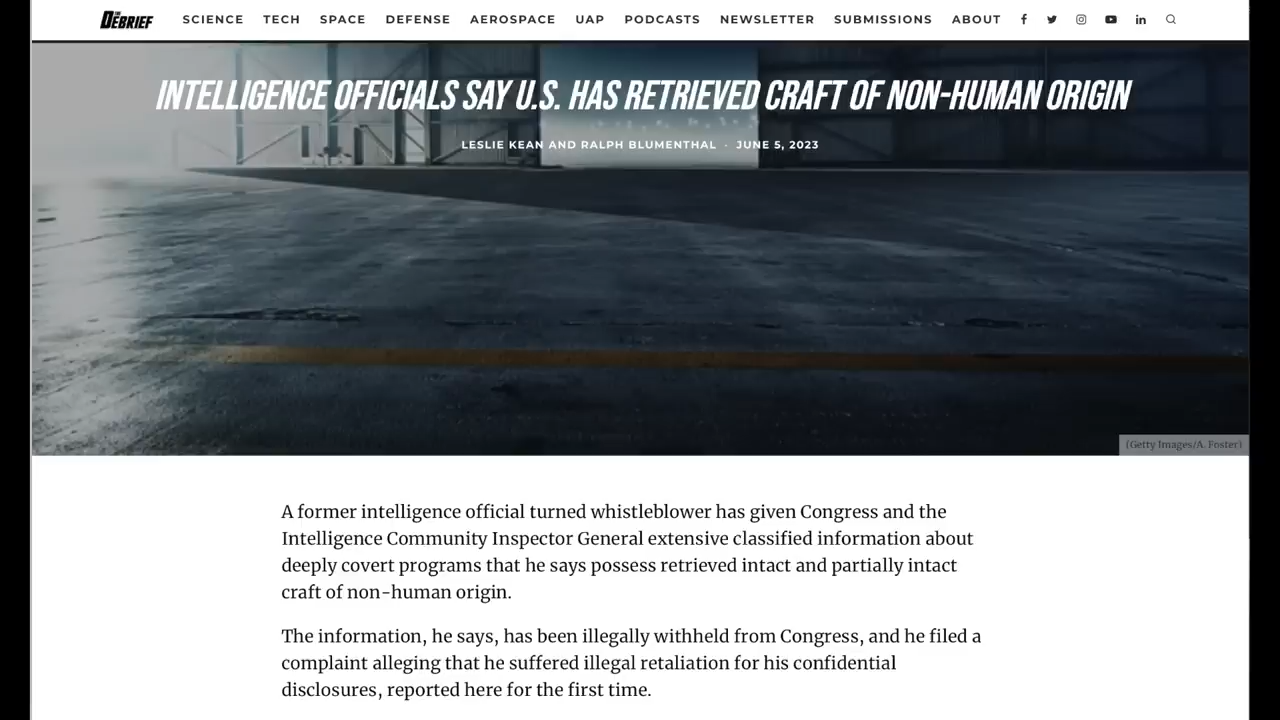 THE DEBRIEF SCIENCE TECH SPACE DEFENSE AEROSPACE UAP PODCASTS NEWSLETTER SUBMISSIONS ABOUT
INTELLIGENCE OFFICIALS SAY U.S. HAS RETRIEVED CRAFT OF NON-HUMAN ORIGIN
LESLIE KEAN AND RALPH BLUMENTHAL · JUNE 5, 2023
(Getty Images/A. Foster)
A former intelligence official turned whistleblower has given Congress and the
Intelligence Community Inspector General extensive classified information about
deeply covert programs that he says possess retrieved intact and partially intact
craft of non-human origin.
The information, he says, has been illegally withheld from Congress, and he filed a
complaint alleging that he suffered illegal retaliation for his confidential
disclosures, reported here for the first time.